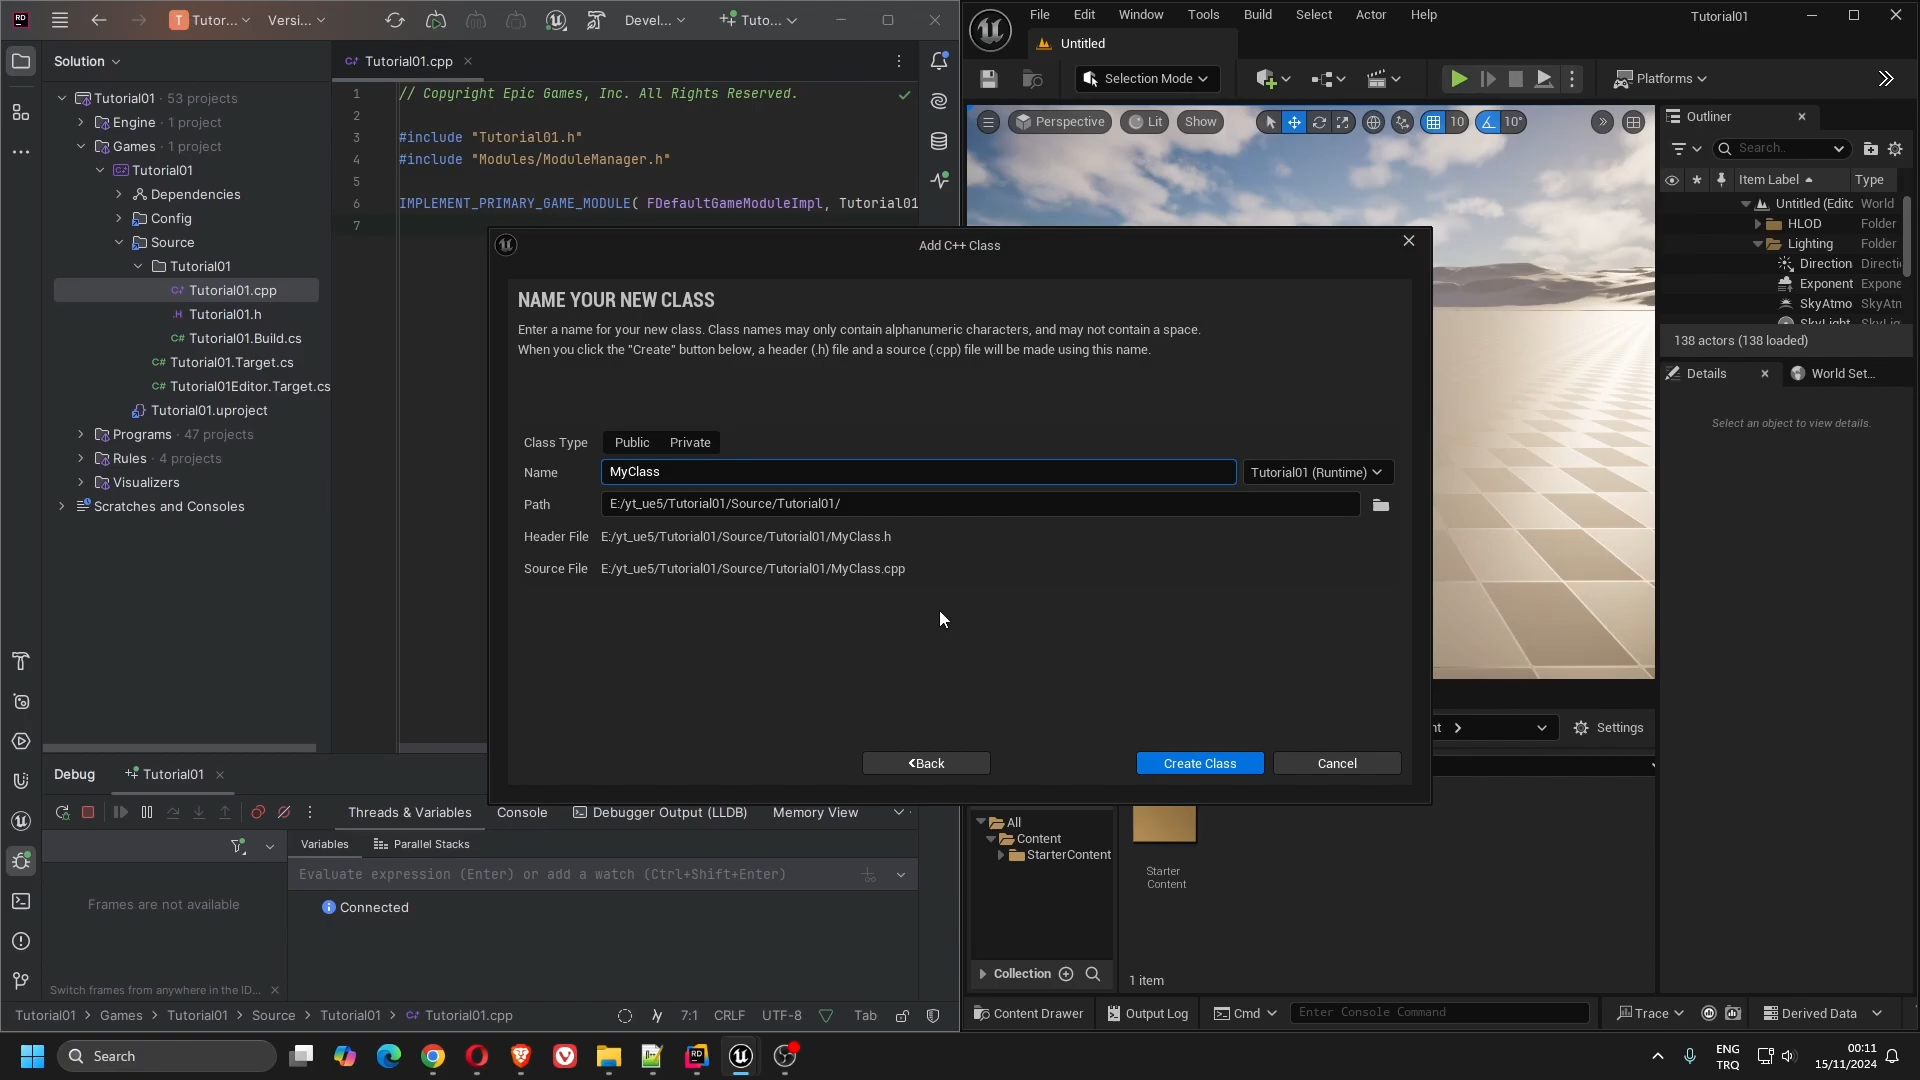 Tutor...
Versi...
Devel...
Tuto...
Solution
Tutorial01.cpp
Tutorial01 · 53 projects
Engine · 1 project
Games · 1 project
Tutorial01
Dependencies
Config
Source
Tutorial01
Tutorial01.cpp
Tutorial01.h
Tutorial01.Build.cs
Tutorial01.Target.cs
Tutorial01Editor.Target.cs
Tutorial01.uproject
Programs · 47 projects
Rules · 4 projects
Visualizers
Scratches and Consoles
1 // Copyright Epic Games, Inc. All Rights Reserved.
2
3 #include "Tutorial01.h"
4 #include "Modules/ModuleManager.h"
5
6 IMPLEMENT_PRIMARY_GAME_MODULE( FDefaultGameModuleImpl, Tutorial01
7
File Edit Window Tools Build Select Actor Help
Tutorial01
Untitled
Selection Mode
Platforms
Perspective
Lit
Show
10
10°
Outliner
Search..
Item Label
Type
Untitled (Editc World
HLOD Folder
Lighting Folder
Direction Directi
Exponent Expone
SkyAtmo SkyAtn
SkyLight SkyLig
138 actors (138 loaded)
Details
World Set...
Select an object to view details.
Add C++ Class
NAME YOUR NEW CLASS
Enter a name for your new class. Class names may only contain alphanumeric characters, and may not contain a space.
When you click the "Create" button below, a header (.h) file and a source (.cpp) file will be made using this name.
Class Type Public Private
Name MyClass Tutorial01 (Runtime)
Path E:/yt_ue5/Tutorial01/Source/Tutorial01/
Header File E:/yt_ue5/Tutorial01/Source/Tutorial01/MyClass.h
Source File E:/yt_ue5/Tutorial01/Source/Tutorial01/MyClass.cpp
Back
Create Class
Cancel
nt
Settings
Debug
Tutorial01
Threads & Variables
Console
Debugger Output (LLDB)
Memory View
Variables
Parallel Stacks
Evaluate expression (Enter) or add a watch (Ctrl+Shift+Enter)
Frames are not available
Connected
Switch frames from anywhere in the ID...
Tutorial01 > Games > Tutorial01 > Source > Tutorial01 > Tutorial01.cpp
7:1 CRLF UTF-8 Tab
All
Content
StarterContent
Starter
Content
Collection
1 item
Content Drawer
Output Log
Cmd
Enter Console Command
Trace
Derived Data
Search
ENG
TRQ
00:11
15/11/2024